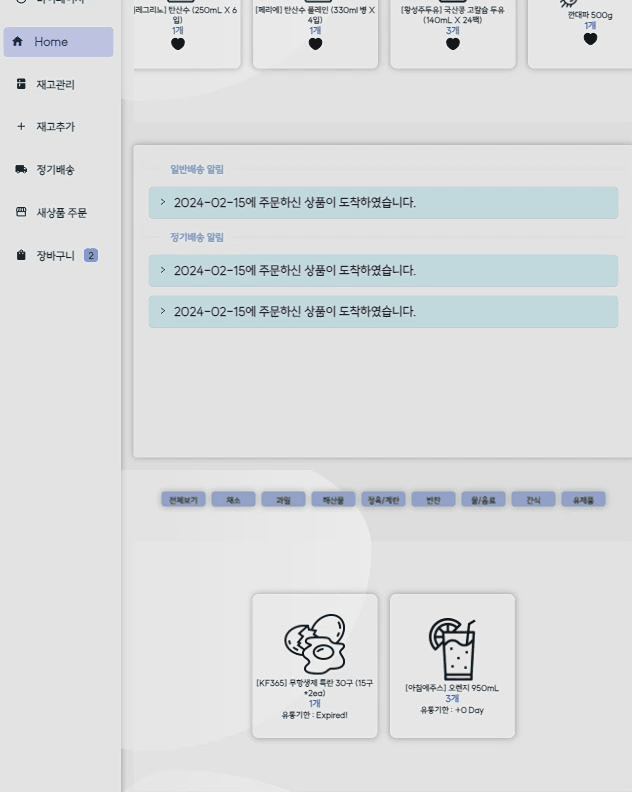 Home
재고관리
재고추가
정기배송
새상품 주문
장바구니 2
탄산수 (250mL X 6
입)
1개
[페리에] 탄산수 플레인 (330ml 병 X
4입)
1개
[황성주두유] 국산콩 고칼슘 두유
(140mL X 24팩)
3개
깐대파 500g
1개
일반배송 알림
2024-02-15에 주문하신 상품이 도착하였습니다.
정기배송 알림
2024-02-15에 주문하신 상품이 도착하였습니다.
2024-02-15에 주문하신 상품이 도착하였습니다.
전체보기 채소 과일 해산물 정육/계란 반찬 물/음료 간식 유제품
[KF365] 무항생제 특란 30구 (15구
*2ea)
1개
유통기한 : Expired!
[아침에주스] 오렌지 950mL
3개
유통기한 : +0 Day